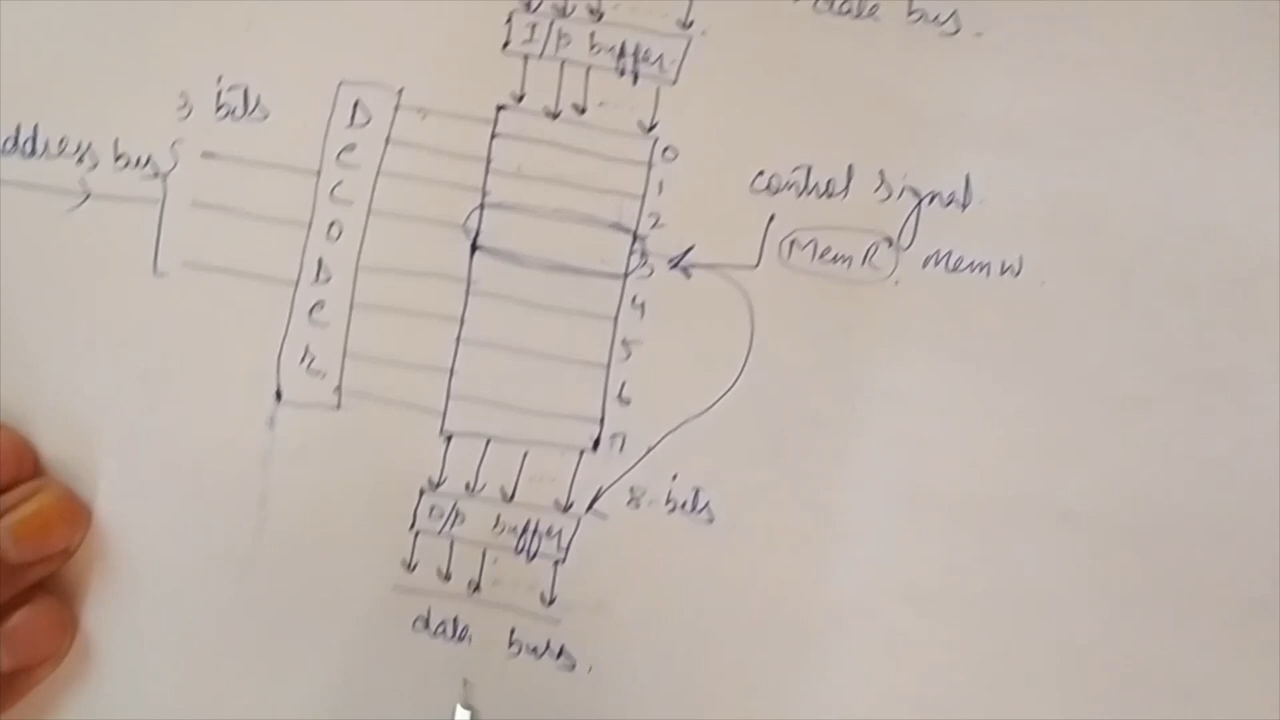 data bus.
I/p buffer
3 bits
address bus
D
E
C
O
D
E
R.
0
1
2
3
4
5
6
7
control signal
MemR, memw.
8-bits
O/p buffer
data buss.